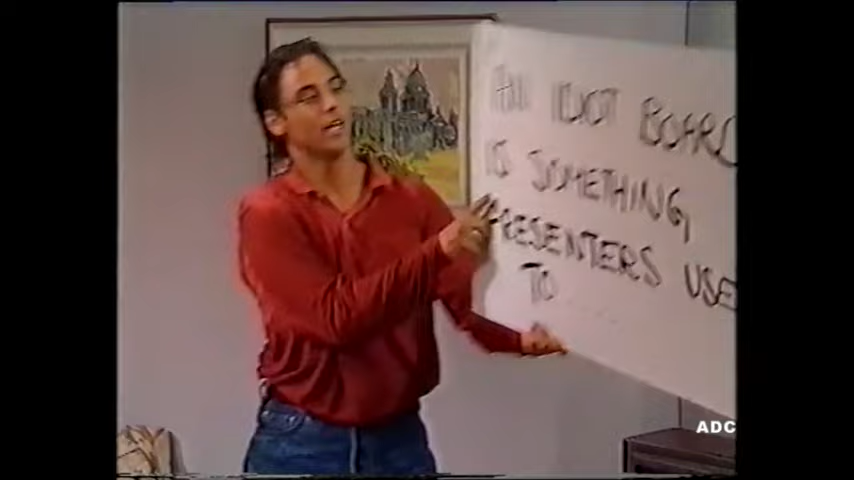 THE IDIOT BOARD
IS SOMETHING,
PRESENTERS USE
TO......
ADC